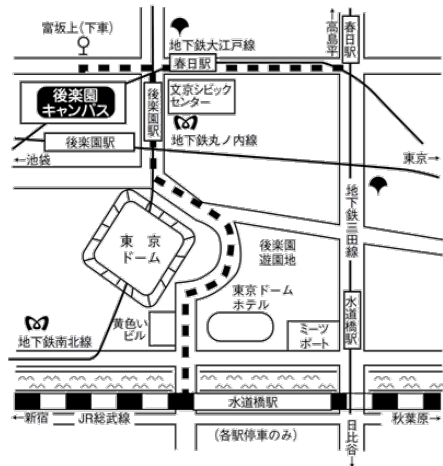 富坂上(下車)
地下鉄大江戸線
春日駅
←高島平
春日駅
後楽園
キャンパス
後楽園駅
文京シビック
センター
地下鉄丸ノ内線
後楽園駅
←池袋
東京→
地下鉄三田線
東京
ドーム
後楽園
遊園地
東京ドーム
ホテル
黄色い
ビル
ミーツ
ポート
水道橋駅
地下鉄南北線
←新宿
JR総武線
水道橋駅
秋葉原→
(各駅停車のみ)
日比谷→